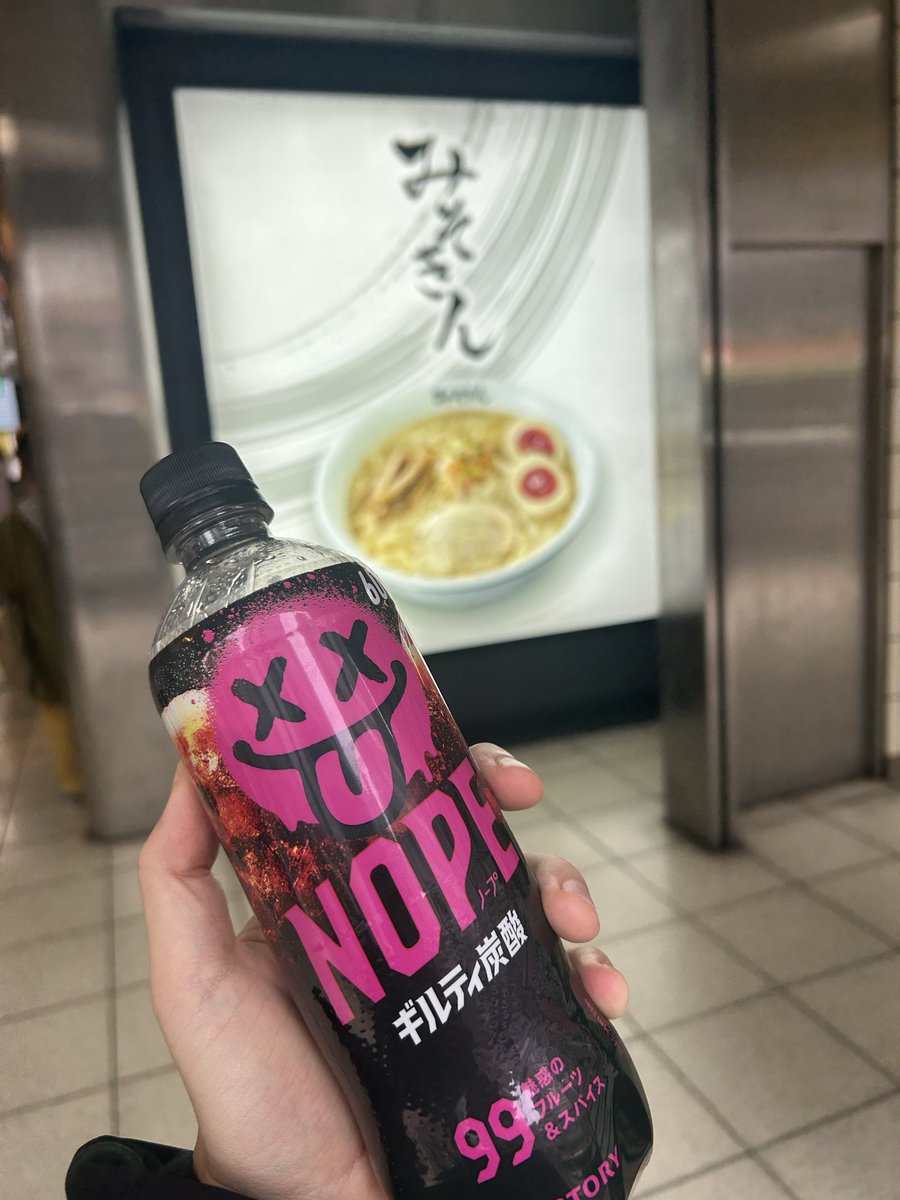 みそきん
NOPE
ノープ
ギルティ炭酸
99
魅惑の
フルーツ
&スパイス